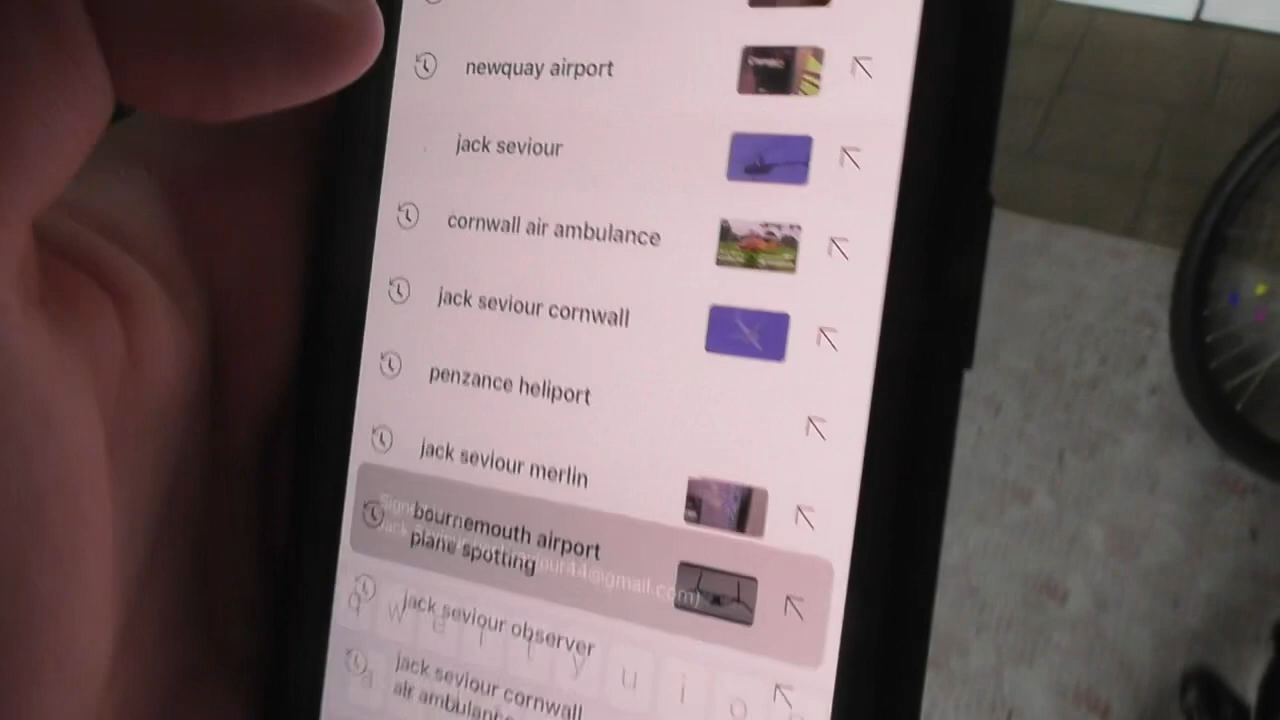 newquay airport
jack seviour
cornwall air ambulance
jack seviour cornwall
penzance heliport
jack seviour merlin
bournemouth airport
plane spotting
jack seviour observer
q w e r t y u i o
jack seviour cornwall
air ambulance